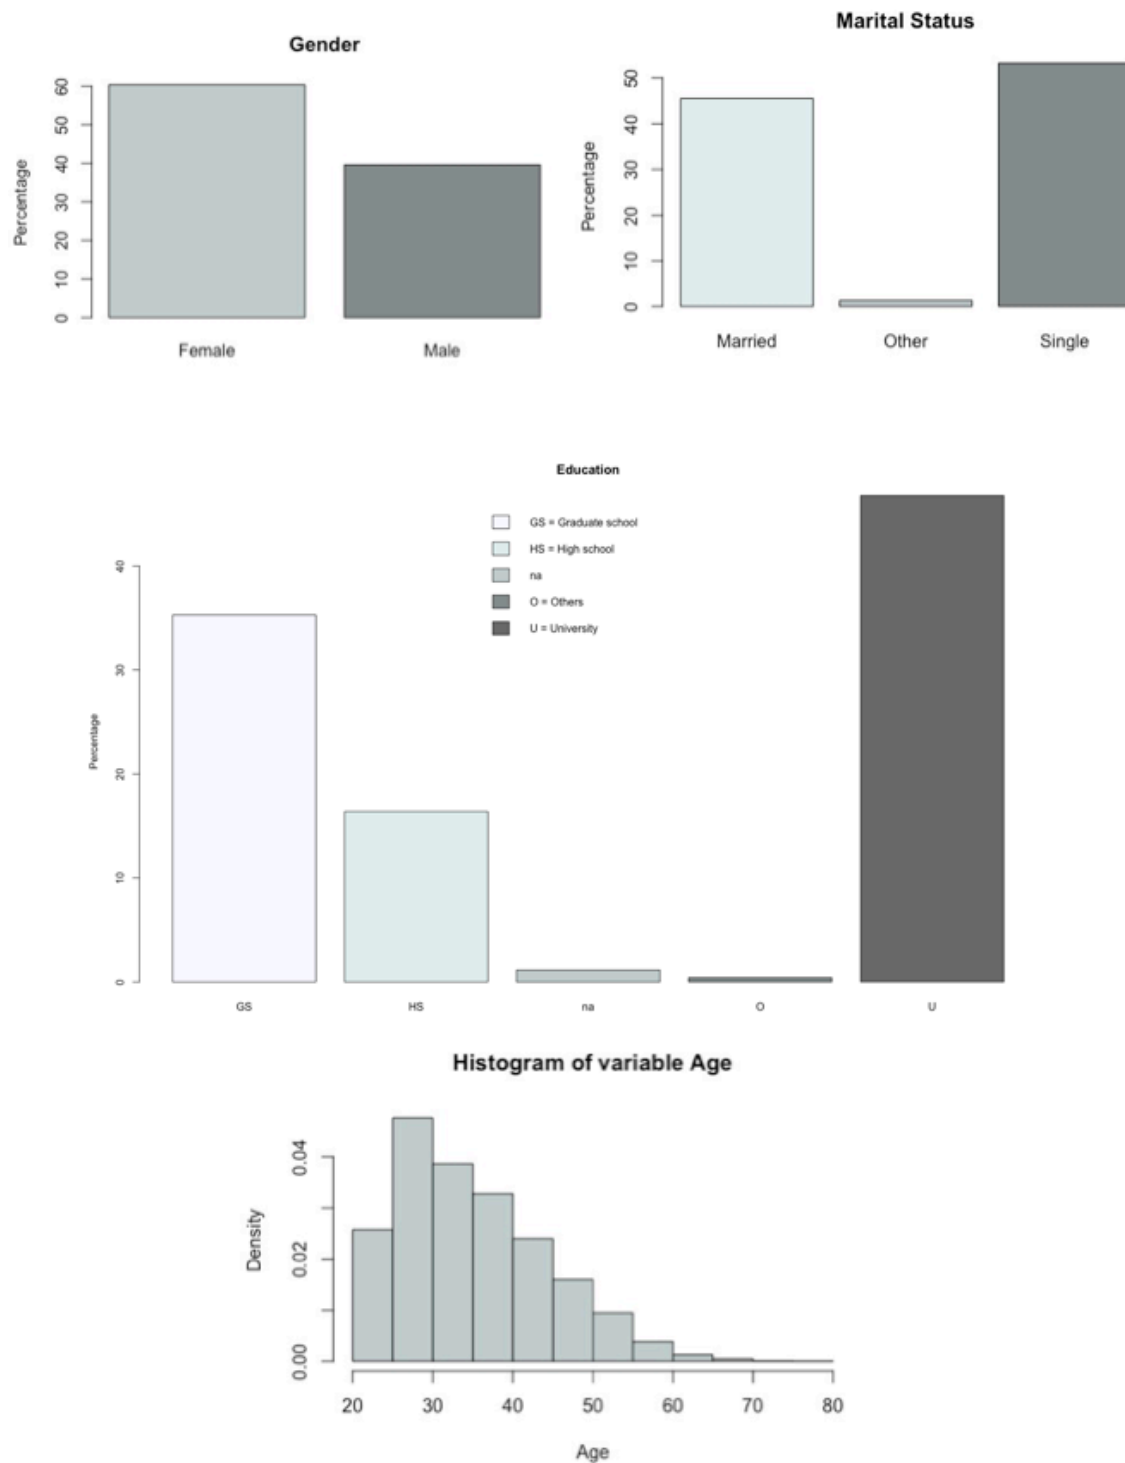 Gender
Percentage
0 10 20 30 40 50 60
Female Male
Marital Status
Percentage
0 10 20 30 40 50
Married Other Single
Education
GS = Graduate school
HS = High school
na
O = Others
U = University
Percentage
0 10 20 30 40
GS HS na O U
Histogram of variable Age
Density
0.00 0.02 0.04
20 30 40 50 60 70 80
Age